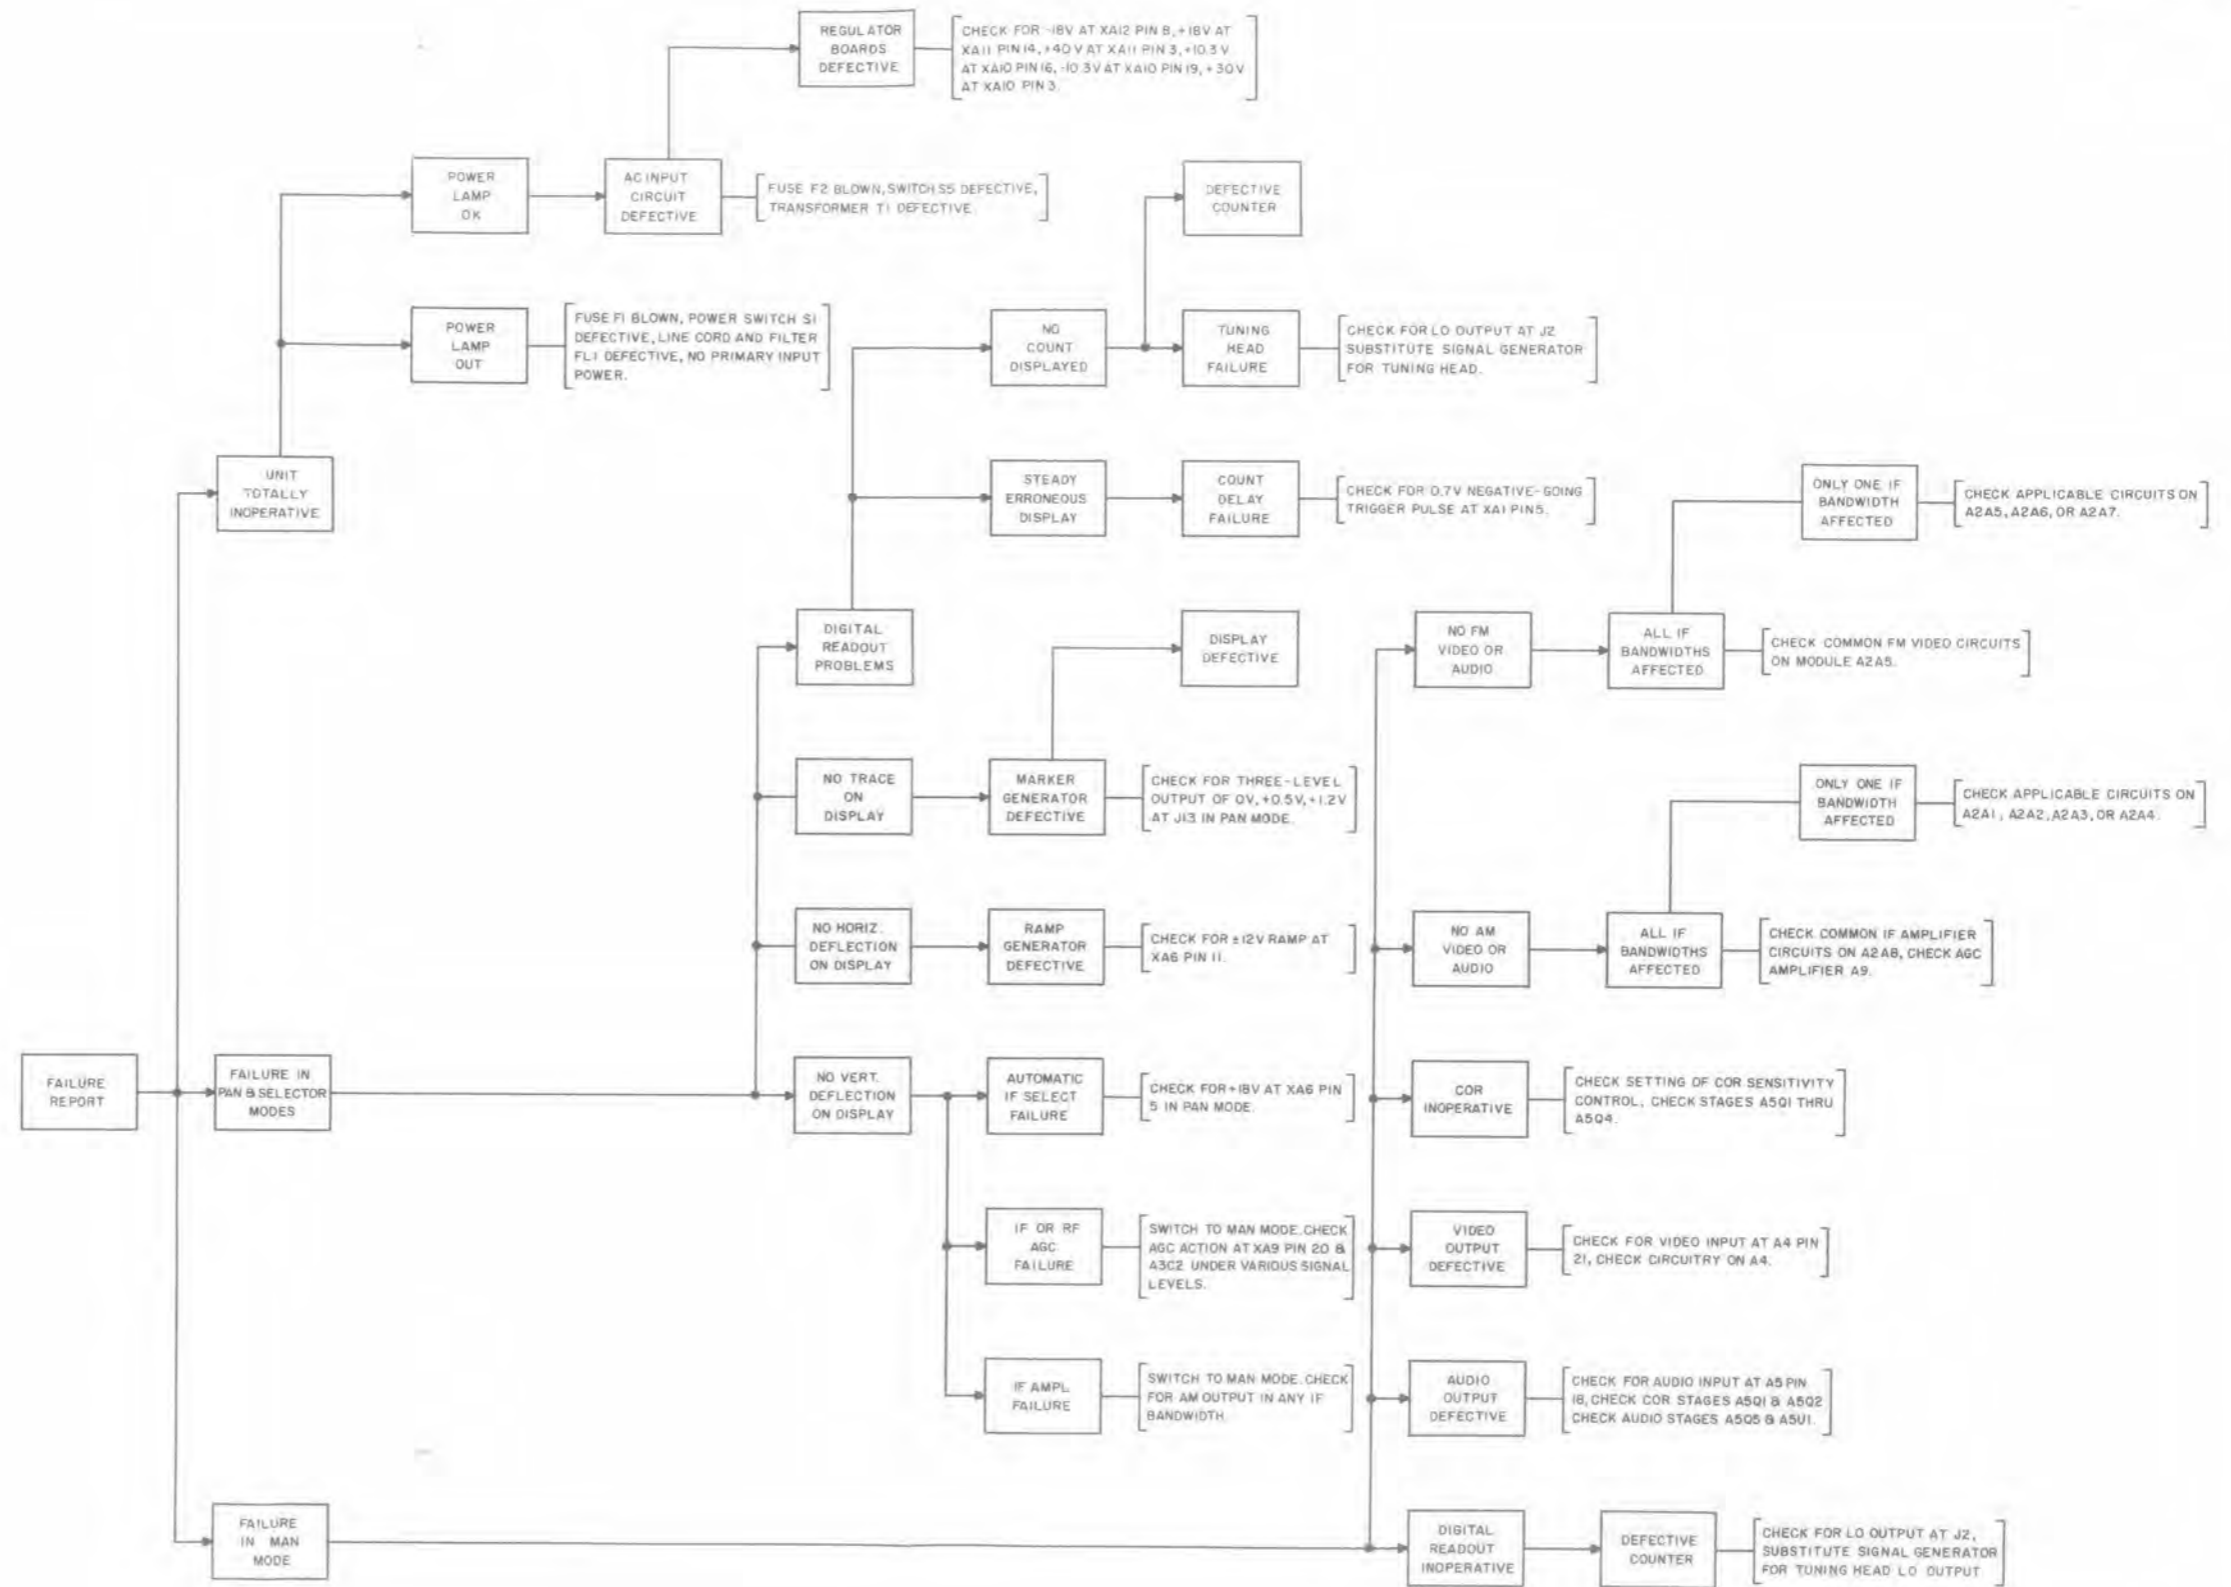 REGULATOR
BOARDS
DEFECTIVE
CHECK FOR -18V AT XA12 PIN 8, +18V AT
XA11 PIN 14, +40V AT XA11 PIN 3, +10.3V
AT XA10 PIN 16, -10.3V AT XA10 PIN 19, +30V
AT XA10 PIN 3.
POWER
LAMP
OK
AC INPUT
CIRCUIT
DEFECTIVE
FUSE F2 BLOWN, SWITCH S5 DEFECTIVE,
TRANSFORMER T1 DEFECTIVE
DEFECTIVE
COUNTER
POWER
LAMP
OUT
FUSE F1 BLOWN, POWER SWITCH S1
DEFECTIVE, LINE CORD AND FILTER
FL1 DEFECTIVE, NO PRIMARY INPUT
POWER.
NO
COUNT
DISPLAYED
TUNING
HEAD
FAILURE
CHECK FOR LO OUTPUT AT J2
SUBSTITUTE SIGNAL GENERATOR
FOR TUNING HEAD.
UNIT
TOTALLY
INOPERATIVE
STEADY
ERRONEOUS
DISPLAY
COUNT
DELAY
FAILURE
CHECK FOR 0.7V NEGATIVE-GOING
TRIGGER PULSE AT XA1 PIN 5.
ONLY ONE IF
BANDWIDTH
AFFECTED
CHECK APPLICABLE CIRCUITS ON
A2A5, A2A6, OR A2A7.
DIGITAL
READOUT
PROBLEMS
DISPLAY
DEFECTIVE
NO FM
VIDEO OR
AUDIO
ALL IF
BANDWIDTHS
AFFECTED
CHECK COMMON FM VIDEO CIRCUITS
ON MODULE A2A5.
NO TRACE
ON
DISPLAY
MARKER
GENERATOR
DEFECTIVE
CHECK FOR THREE-LEVEL
OUTPUT OF 0V, +0.5V, +1.2V
AT J13 IN PAN MODE.
ONLY ONE IF
BANDWIDTH
AFFECTED
CHECK APPLICABLE CIRCUITS ON
A2A1, A2A2, A2A3, OR A2A4.
NO HORIZ.
DEFLECTION
ON DISPLAY
RAMP
GENERATOR
DEFECTIVE
CHECK FOR ±12V RAMP AT
XA6 PIN 11.
NO AM
VIDEO OR
AUDIO
ALL IF
BANDWIDTHS
AFFECTED
CHECK COMMON IF AMPLIFIER
CIRCUITS ON A2A8, CHECK AGC
AMPLIFIER A9.
FAILURE
REPORT
FAILURE IN
PAN & SELECTOR
MODES
NO VERT.
DEFLECTION
ON DISPLAY
AUTOMATIC
IF SELECT
FAILURE
CHECK FOR +18V AT XA6 PIN
5 IN PAN MODE.
COR
INOPERATIVE
CHECK SETTING OF COR SENSITIVITY
CONTROL, CHECK STAGES A5Q1 THRU
A5Q4.
IF OR RF
AGC
FAILURE
SWITCH TO MAN MODE. CHECK
AGC ACTION AT XA9 PIN 20 &
A3C2 UNDER VARIOUS SIGNAL
LEVELS.
VIDEO
OUTPUT
DEFECTIVE
CHECK FOR VIDEO INPUT AT A4 PIN
21, CHECK CIRCUITRY ON A4.
IF AMPL
FAILURE
SWITCH TO MAN MODE. CHECK
FOR AM OUTPUT IN ANY IF
BANDWIDTH.
AUDIO
OUTPUT
DEFECTIVE
CHECK FOR AUDIO INPUT AT A5 PIN
18, CHECK COR STAGES A5Q1 & A5Q2
CHECK AUDIO STAGES A5Q5 & A5U1.
FAILURE
IN MAN
MODE
DIGITAL
READOUT
INOPERATIVE
DEFECTIVE
COUNTER
CHECK FOR LO OUTPUT AT J2,
SUBSTITUTE SIGNAL GENERATOR
FOR TUNING HEAD LO OUTPUT